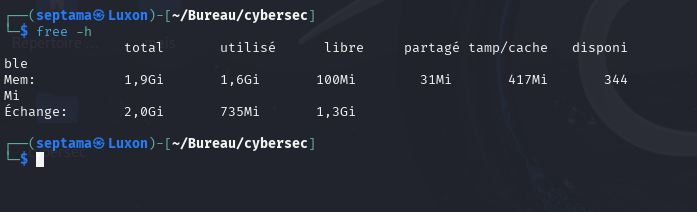 ┌──(septama㉿Luxon)-[~/Bureau/cybersec]
└─$ free -h
total utilisé libre partagé tamp/cache disponi
ble
Mem: 1,9Gi 1,6Gi 100Mi 31Mi 417Mi 344
Mi
Échange: 2,0Gi 735Mi 1,3Gi
┌──(septama㉿Luxon)-[~/Bureau/cybersec]
└─$